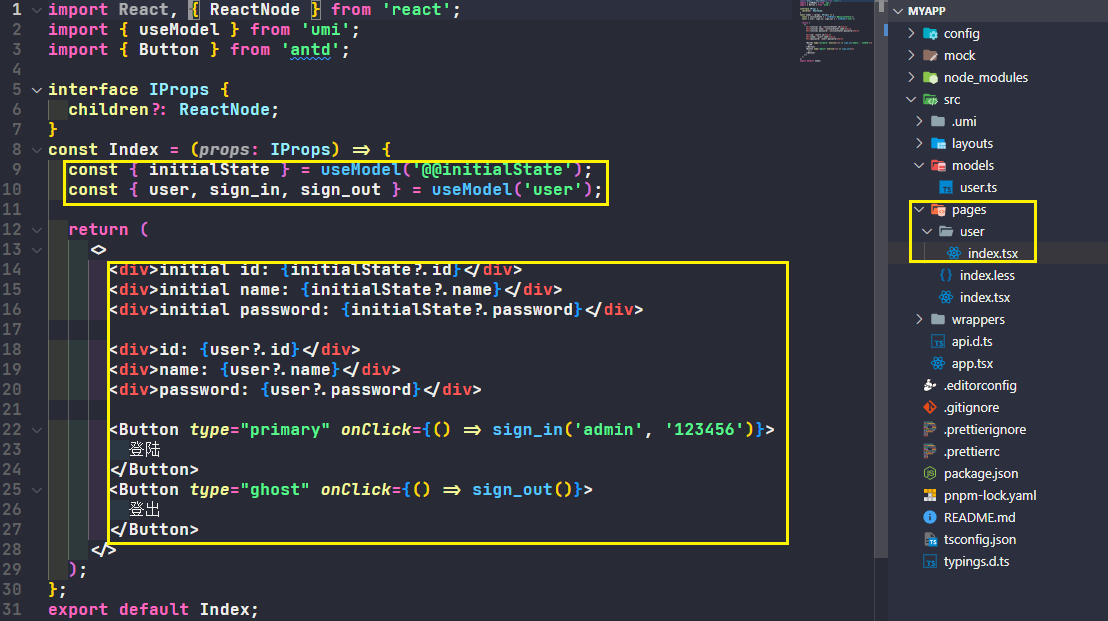 1 import React, { ReactNode } from 'react';
2 import { useModel } from 'umi';
3 import { Button } from 'antd';
4
5 interface IProps {
6 children?: ReactNode;
7 }
8 const Index = (props: IProps) => {
9 const { initialState } = useModel('@@initialState');
10 const { user, sign_in, sign_out } = useModel('user');
11
12 return (
13 <>
14 <div>initial id: {initialState?.id}</div>
15 <div>initial name: {initialState?.name}</div>
16 <div>initial password: {initialState?.password}</div>
17
18 <div>id: {user?.id}</div>
19 <div>name: {user?.name}</div>
20 <div>password: {user?.password}</div>
21
22 <Button type="primary" onClick={() => sign_in('admin', '123456')}>
23 登陆
24 </Button>
25 <Button type="ghost" onClick={() => sign_out()}>
26 登出
27 </Button>
28 </>
29 );
30 };
31 export default Index;
MYAPP
config
mock
node_modules
src
.umi
layouts
models
user.ts
pages
user
index.tsx
index.less
index.tsx
wrappers
api.d.ts
app.tsx
.editorconfig
.gitignore
.prettierignore
.prettierrc
package.json
pnpm-lock.yaml
README.md
tsconfig.json
typings.d.ts